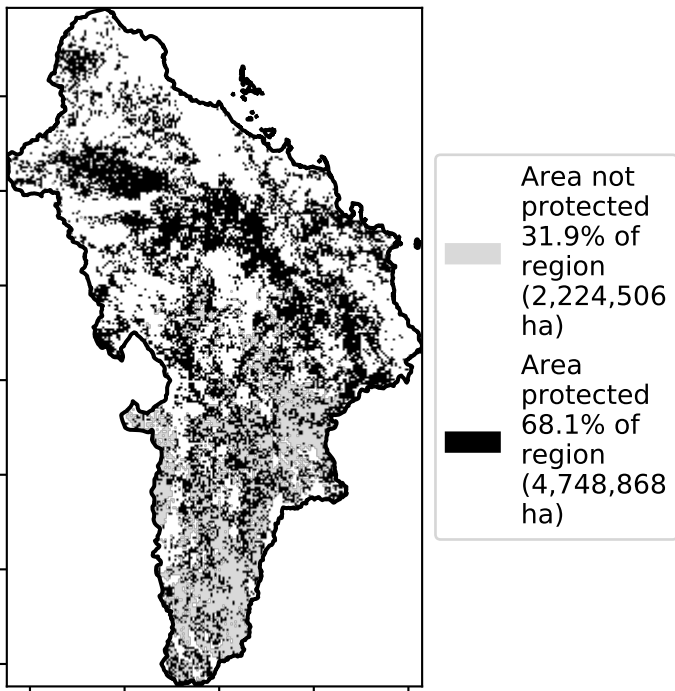 Area not
protected
31.9% of
region
(2,224,506
ha)
Area
protected
68.1% of
region
(4,748,868
ha)